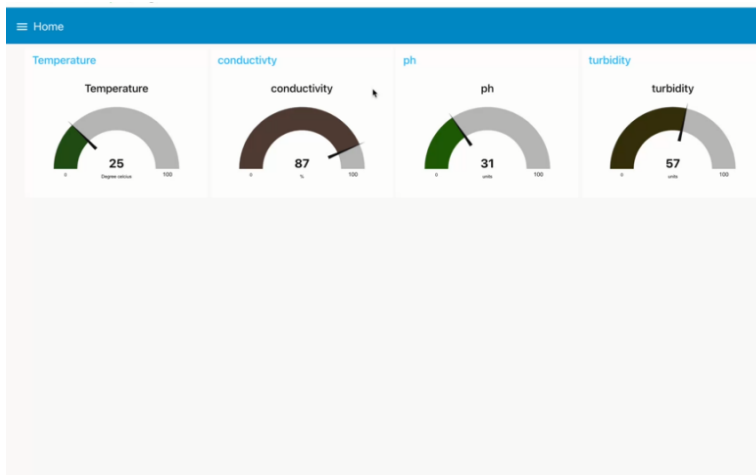 Home
Temperature
Temperature
25
Degree celcius
0
100
conductivty
conductivity
87
%
0
100
ph
ph
31
units
0
100
turbidity
turbidity
57
units
0
100